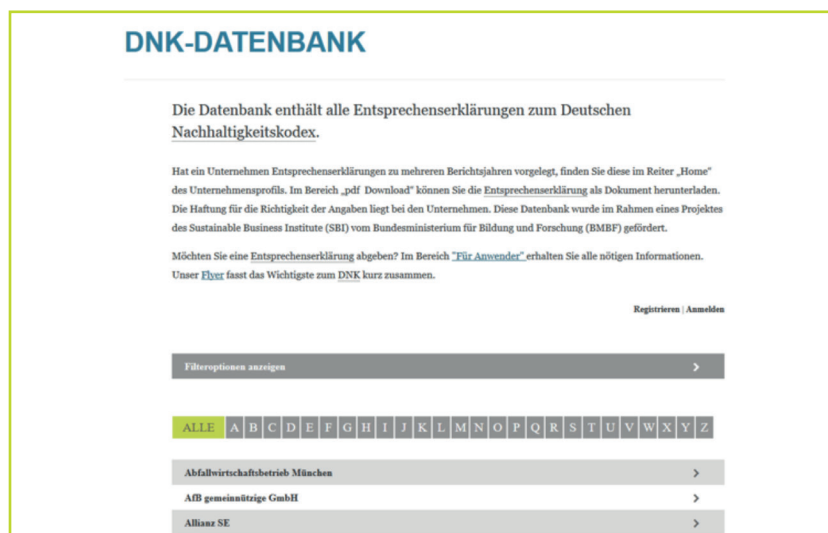 DNK-DATENBANK
Die Datenbank enthält alle Entsprechenserklärungen zum Deutschen
Nachhaltigkeitskodex.
Hat ein Unternehmen Entsprechenserklärungen zu mehreren Berichtsjahren vorgelegt, finden Sie diese im Reiter „Home“
des Unternehmensprofils. Im Bereich „pdf Download“ können Sie die Entsprechenserklärung als Dokument herunterladen.
Die Haftung für die Richtigkeit der Angaben liegt bei den Unternehmen. Diese Datenbank wurde im Rahmen eines Projektes
des Sustainable Business Institute (SBI) vom Bundesministerium für Bildung und Forschung (BMBF) gefördert.
Möchten Sie eine Entsprechenserklärung abgeben? Im Bereich "Für Anwender" erhalten Sie alle nötigen Informationen.
Unser Flyer fasst das Wichtigste zum DNK kurz zusammen.
Registrieren | Anmelden
Filteroptionen anzeigen
ALLE A B C D E F G H I J K L M N O P Q R S T U V W X Y Z
Abfallwirtschaftsbetrieb München
AfB gemeinnützige GmbH
Allianz SE